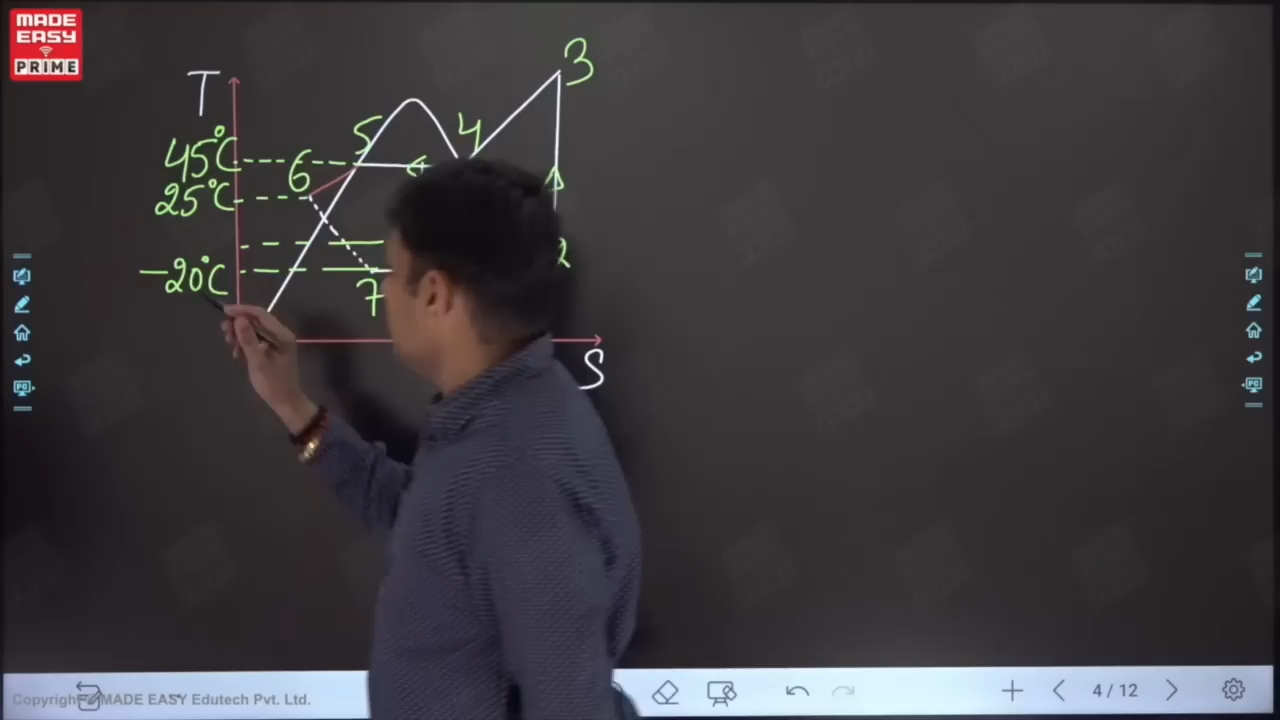 MADE
EASY
PRIME
T
3
45°C
5
4
6
25°C
2
-20°C
7
S
Copyright
MADE EASY Edutech Pvt. Ltd.
4 / 12